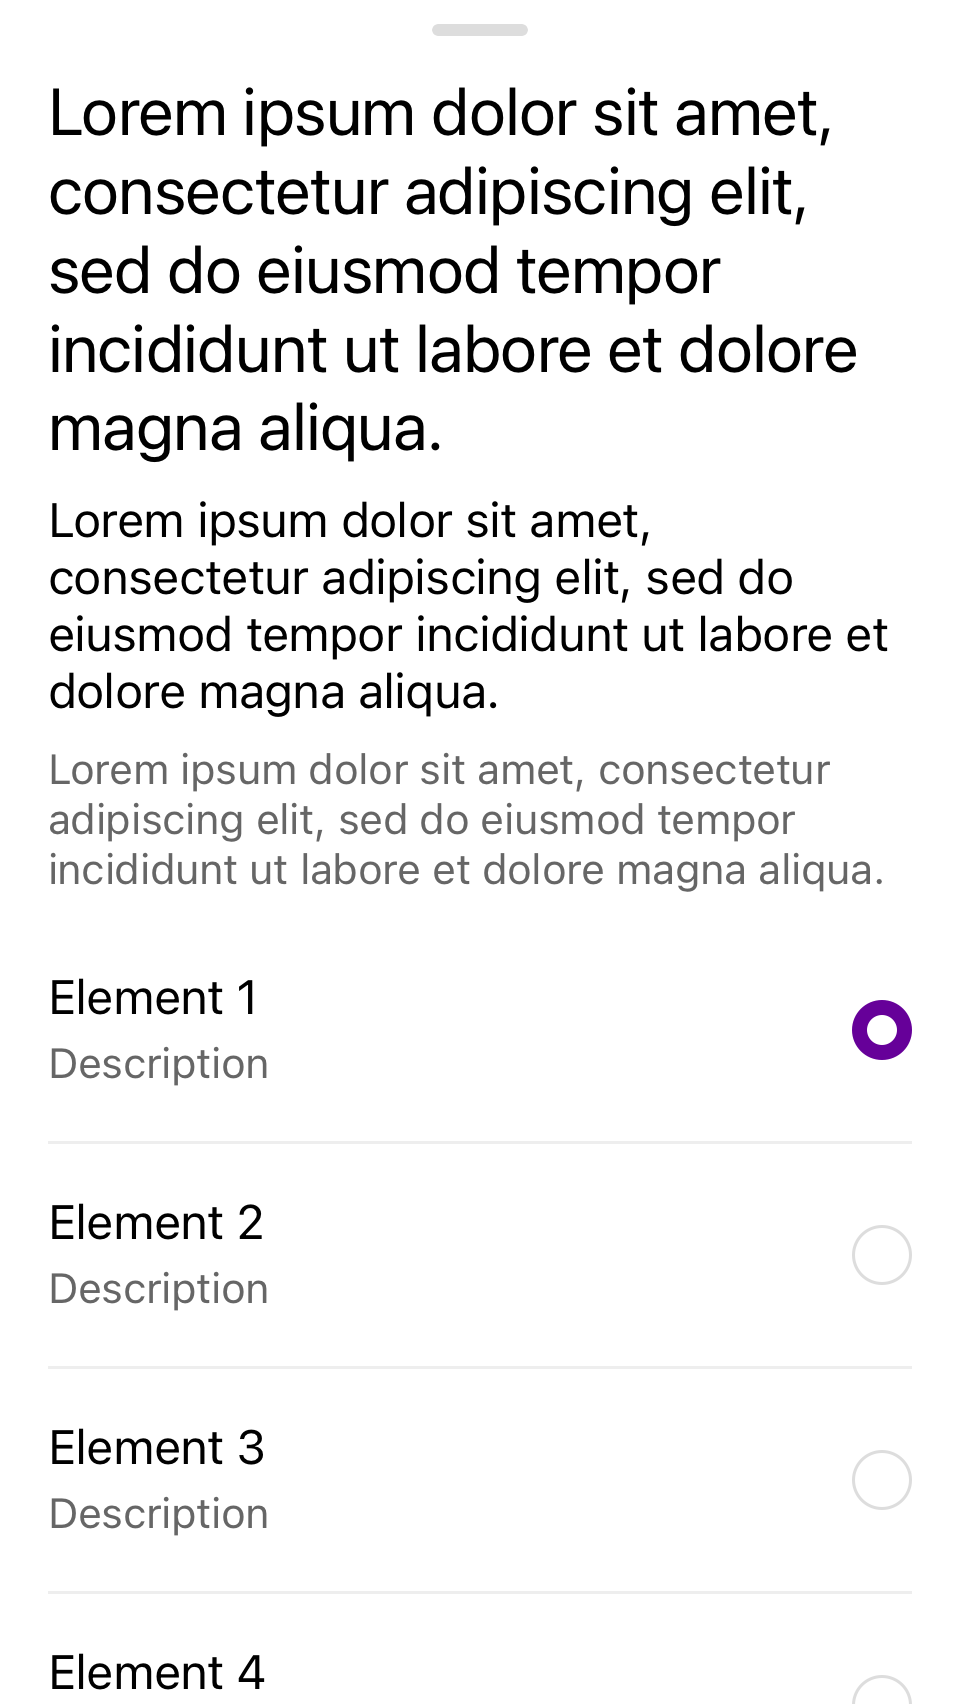 Lorem ipsum dolor sit amet,
consectetur adipiscing elit,
sed do eiusmod tempor
incididunt ut labore et dolore
magna aliqua.
Lorem ipsum dolor sit amet,
consectetur adipiscing elit, sed do
eiusmod tempor incididunt ut labore et
dolore magna aliqua.
Lorem ipsum dolor sit amet, consectetur
adipiscing elit, sed do eiusmod tempor
incididunt ut labore et dolore magna aliqua.
Element 1
Description
Element 2
Description
Element 3
Description
Element 4